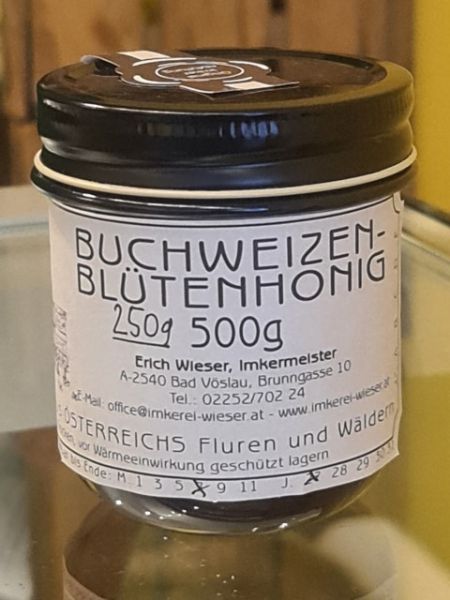 BUCHWEIZEN-
BLÜTENHONIG
250g 500g
Erich Wieser, Imkermeister
A-2540 Bad Vöslau, Brunngasse 10
Tel.: 02252/702 24
E-Mail: office@imkerei-wieser.at - www.imkerei-wieser.at
ÖSTERREICHS Fluren und Wäldern
vor Wärmeeinwirkung geschützt lagern
bis Ende: M. 1 3 5 9 11 J. 28 29 30